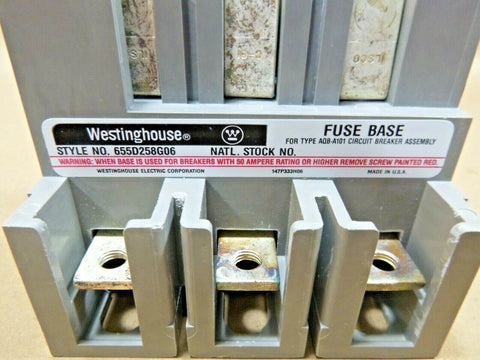 Westinghouse®
FUSE BASE
FOR TYPE AQB-A101 CIRCUIT BREAKER ASSEMBLY
STYLE NO. 655D258G06 NATL. STOCK NO.
WARNING: WHEN BASE IS USED FOR BREAKERS WITH 50 AMPERE RATING OR HIGHER REMOVE SCREW PAINTED RED.
WESTINGHOUSE ELECTRIC CORPORATION 147P333H06 MADE IN U.S.A.